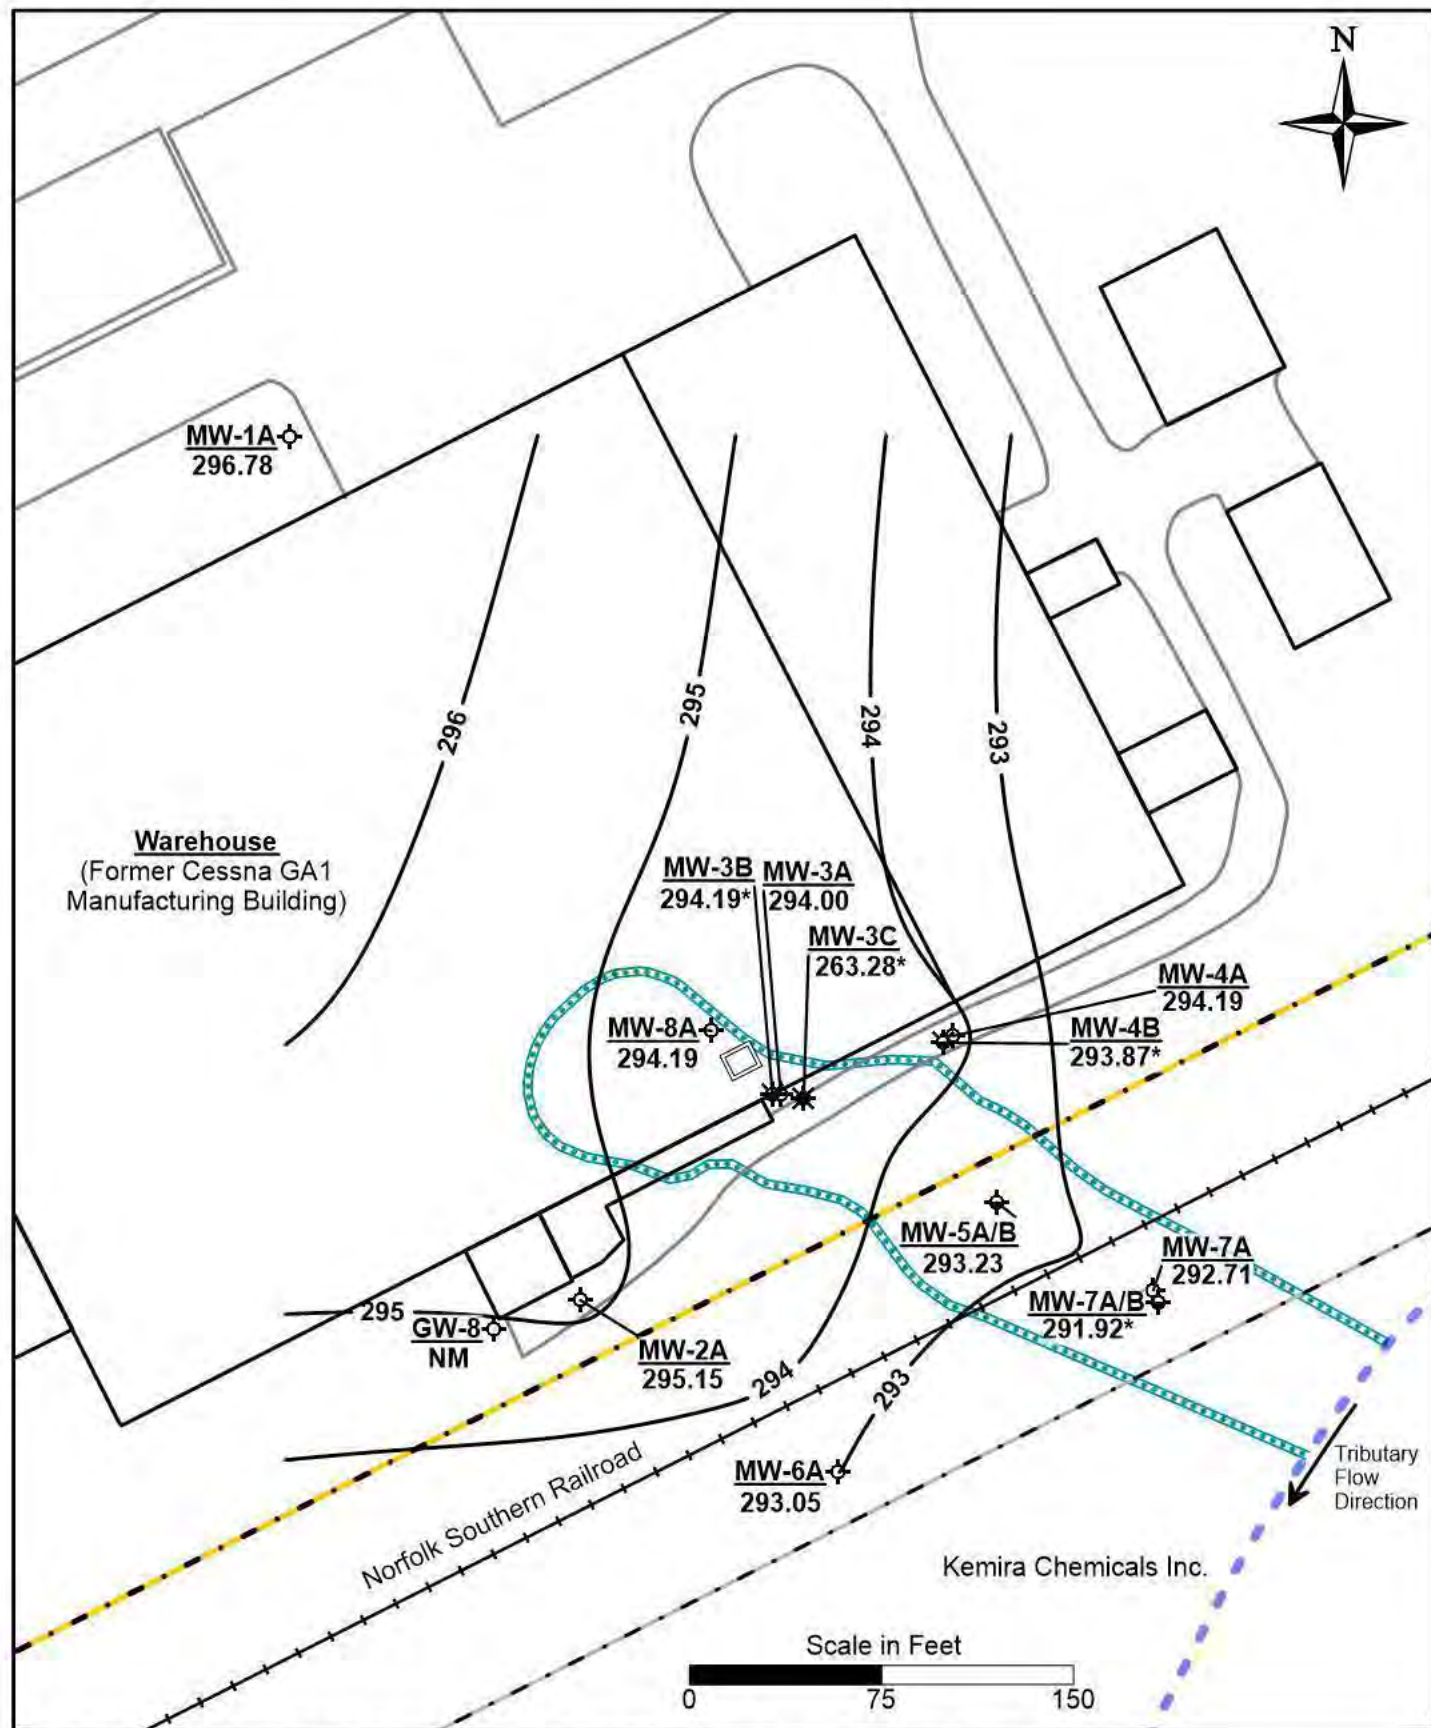 N
MW-1A
296.78
296
295
294
293
Warehouse
(Former Cessna GA1
Manufacturing Building)
MW-3B
294.19*
MW-3A
294.00
MW-3C
263.28*
MW-4A
294.19
MW-8A
294.19
MW-4B
293.87*
MW-5A/B
293.23
MW-7A
292.71
MW-7A/B
291.92*
295
GW-8
NM
MW-2A
295.15
294
293
MW-6A
293.05
Norfolk Southern Railroad
Tributary
Flow
Direction
Kemira Chemicals Inc.
Scale in Feet
0 75 150